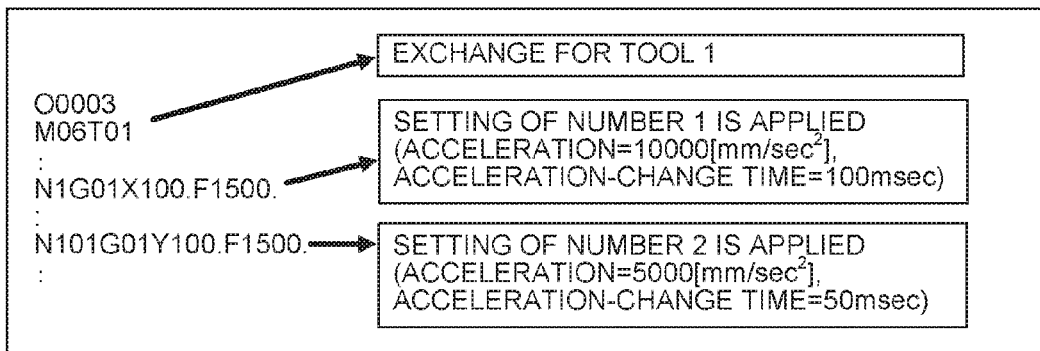 EXCHANGE FOR TOOL 1
O0003
M06T01
:
N1G01X100.F1500.
SETTING OF NUMBER 1 IS APPLIED
(ACCELERATION=10000[mm/sec²],
ACCELERATION-CHANGE TIME=100msec)
:
N101G01Y100.F1500.
:
SETTING OF NUMBER 2 IS APPLIED
(ACCELERATION=5000[mm/sec²],
ACCELERATION-CHANGE TIME=50msec)